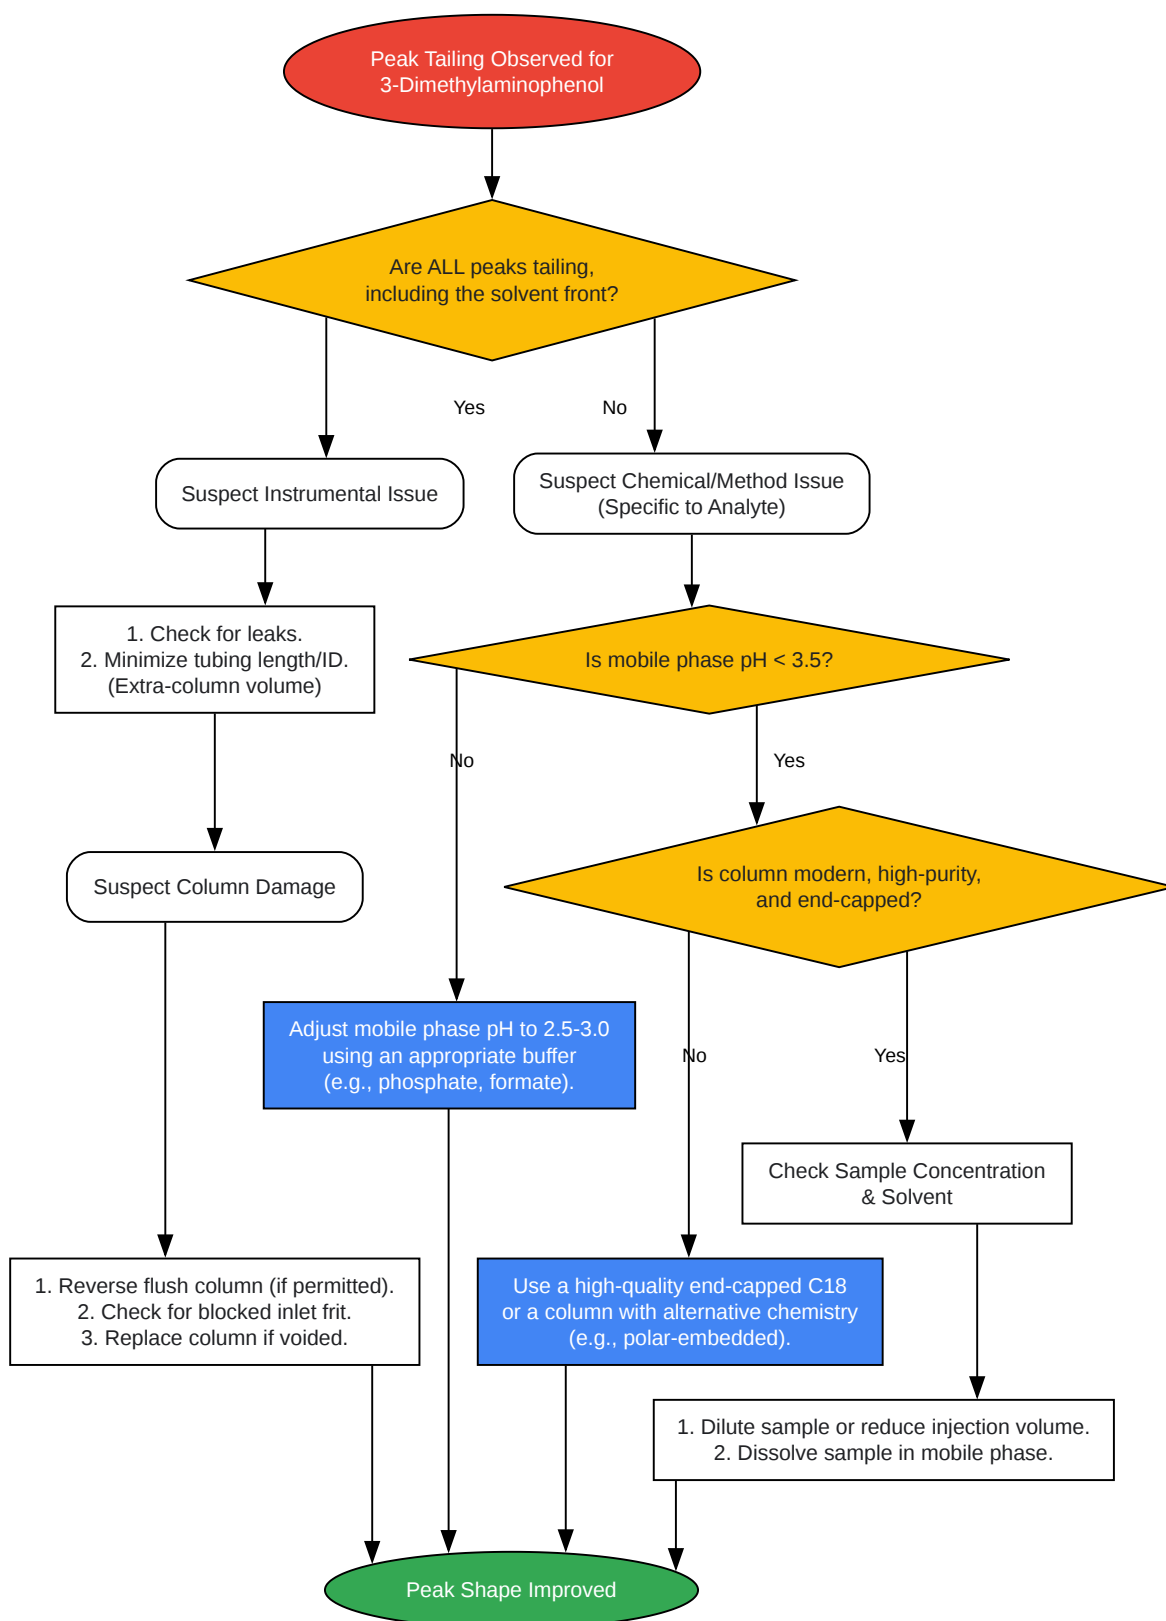 Peak Tailing Observed for
3-Dimethylaminophenol
Are ALL peaks tailing,
including the solvent front?
Yes
No
Suspect Instrumental Issue
Suspect Chemical/Method Issue
(Specific to Analyte)
1. Check for leaks.
2. Minimize tubing length/ID.
(Extra-column volume)
Is mobile phase pH < 3.5?
No
Yes
Suspect Column Damage
Is column modern, high-purity,
and end-capped?
Adjust mobile phase pH to 2.5-3.0
using an appropriate buffer
(e.g., phosphate, formate).
No
Yes
Check Sample Concentration
& Solvent
1. Reverse flush column (if permitted).
2. Check for blocked inlet frit.
3. Replace column if voided.
Use a high-quality end-capped C18
or a column with alternative chemistry
(e.g., polar-embedded).
1. Dilute sample or reduce injection volume.
2. Dissolve sample in mobile phase.
Peak Shape Improved